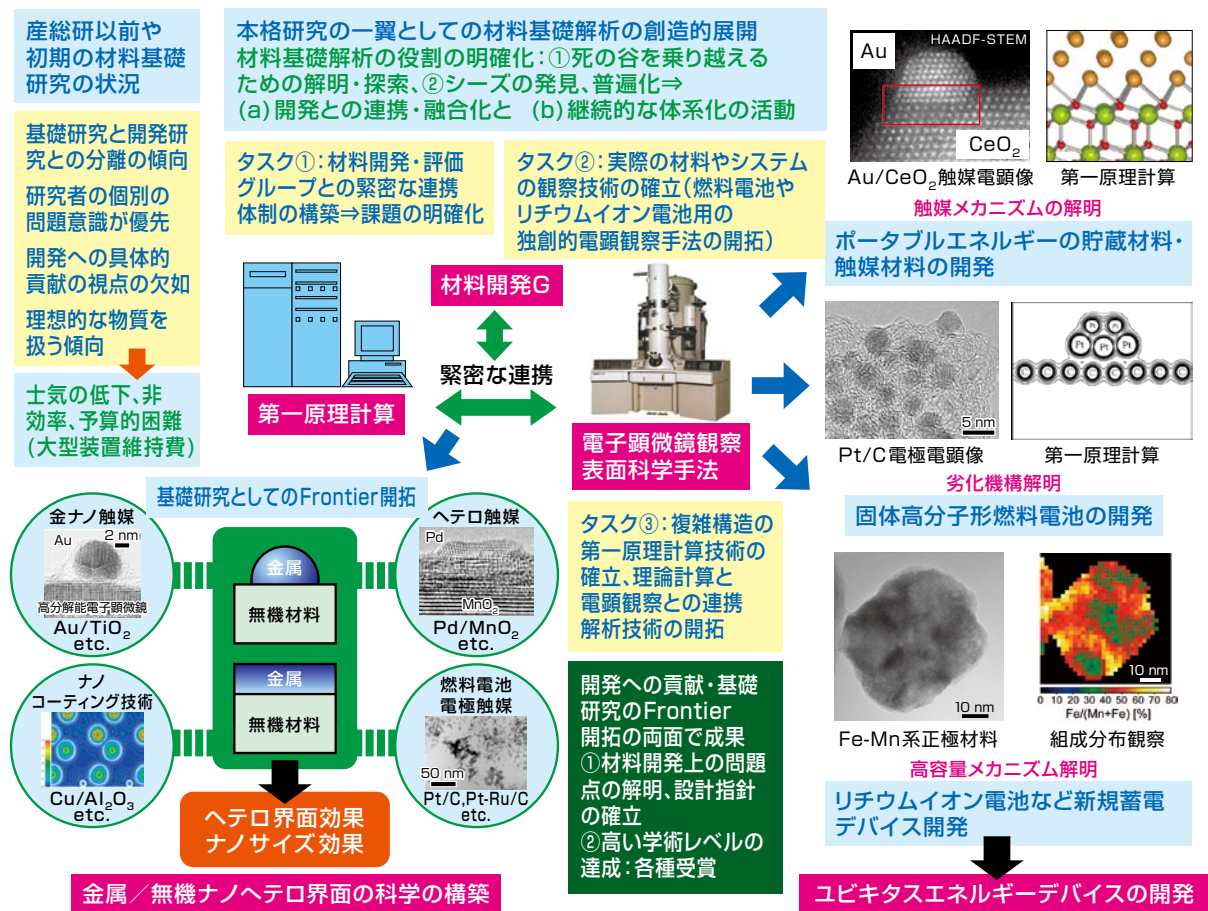 産総研以前や
初期の材料基礎
研究の状況
基礎研究と開発研
究との分離の傾向
研究者の個別の
問題意識が優先
開発への具体的
貢献の視点の欠如
理想的な物質を
扱う傾向
士気の低下、非
効率、予算的困難
(大型装置維持費)
本格研究の一翼としての材料基礎解析の創造的展開
材料基礎解析の役割の明確化：①死の谷を乗り越える
ための解明・探索、②シーズの発見、普遍化⇒
(a)開発との連携・融合化と (b)継続的な体系化の活動
タスク①：材料開発・評価
グループとの緊密な連携
体制の構築⇒課題の明確化
タスク②：実際の材料やシステム
の観察技術の確立(燃料電池や
リチウムイオン電池用の
独創的電顕観察手法の開拓)
材料開発G
緊密な連携
第一原理計算
電子顕微鏡観察
表面科学手法
基礎研究としてのFrontier開拓
金ナノ触媒
Au
2 nm
高分解能電子顕微鏡
Au/TiO2
etc.
ヘテロ触媒
Pd
MnO2
Pd/MnO2
etc.
金属
無機材料
金属
無機材料
ナノ
コーティング技術
Cu/Al2O3
etc.
燃料電池
電極触媒
50 nm
Pt/C,Pt-Ru/C
etc.
ヘテロ界面効果
ナノサイズ効果
金属／無機ナノヘテロ界面の科学の構築
タスク③：複雑構造の
第一原理計算技術の
確立、理論計算と
電顕観察との連携
解析技術の開拓
開発への貢献・基礎
研究のFrontier
開拓の両面で成果
①材料開発上の問題
点の解明、設計指針
の確立
②高い学術レベルの
達成：各種受賞
Au
HAADF-STEM
CeO2
Au/CeO2触媒電顕像
第一原理計算
触媒メカニズムの解明
ポータブルエネルギーの貯蔵材料・
触媒材料の開発
5 nm
Pt Pt
Pt Pt Pt
C C C C C C C C
Pt/C電極電顕像
第一原理計算
劣化機構解明
固体高分子形燃料電池の開発
10 nm
10 nm
0 10 20 30 40 50 60 70 80
Fe/(Mn+Fe) [%]
Fe-Mn系正極材料
組成分布観察
高容量メカニズム解明
リチウムイオン電池など新規蓄電
デバイス開発
ユビキタスエネルギーデバイスの開発